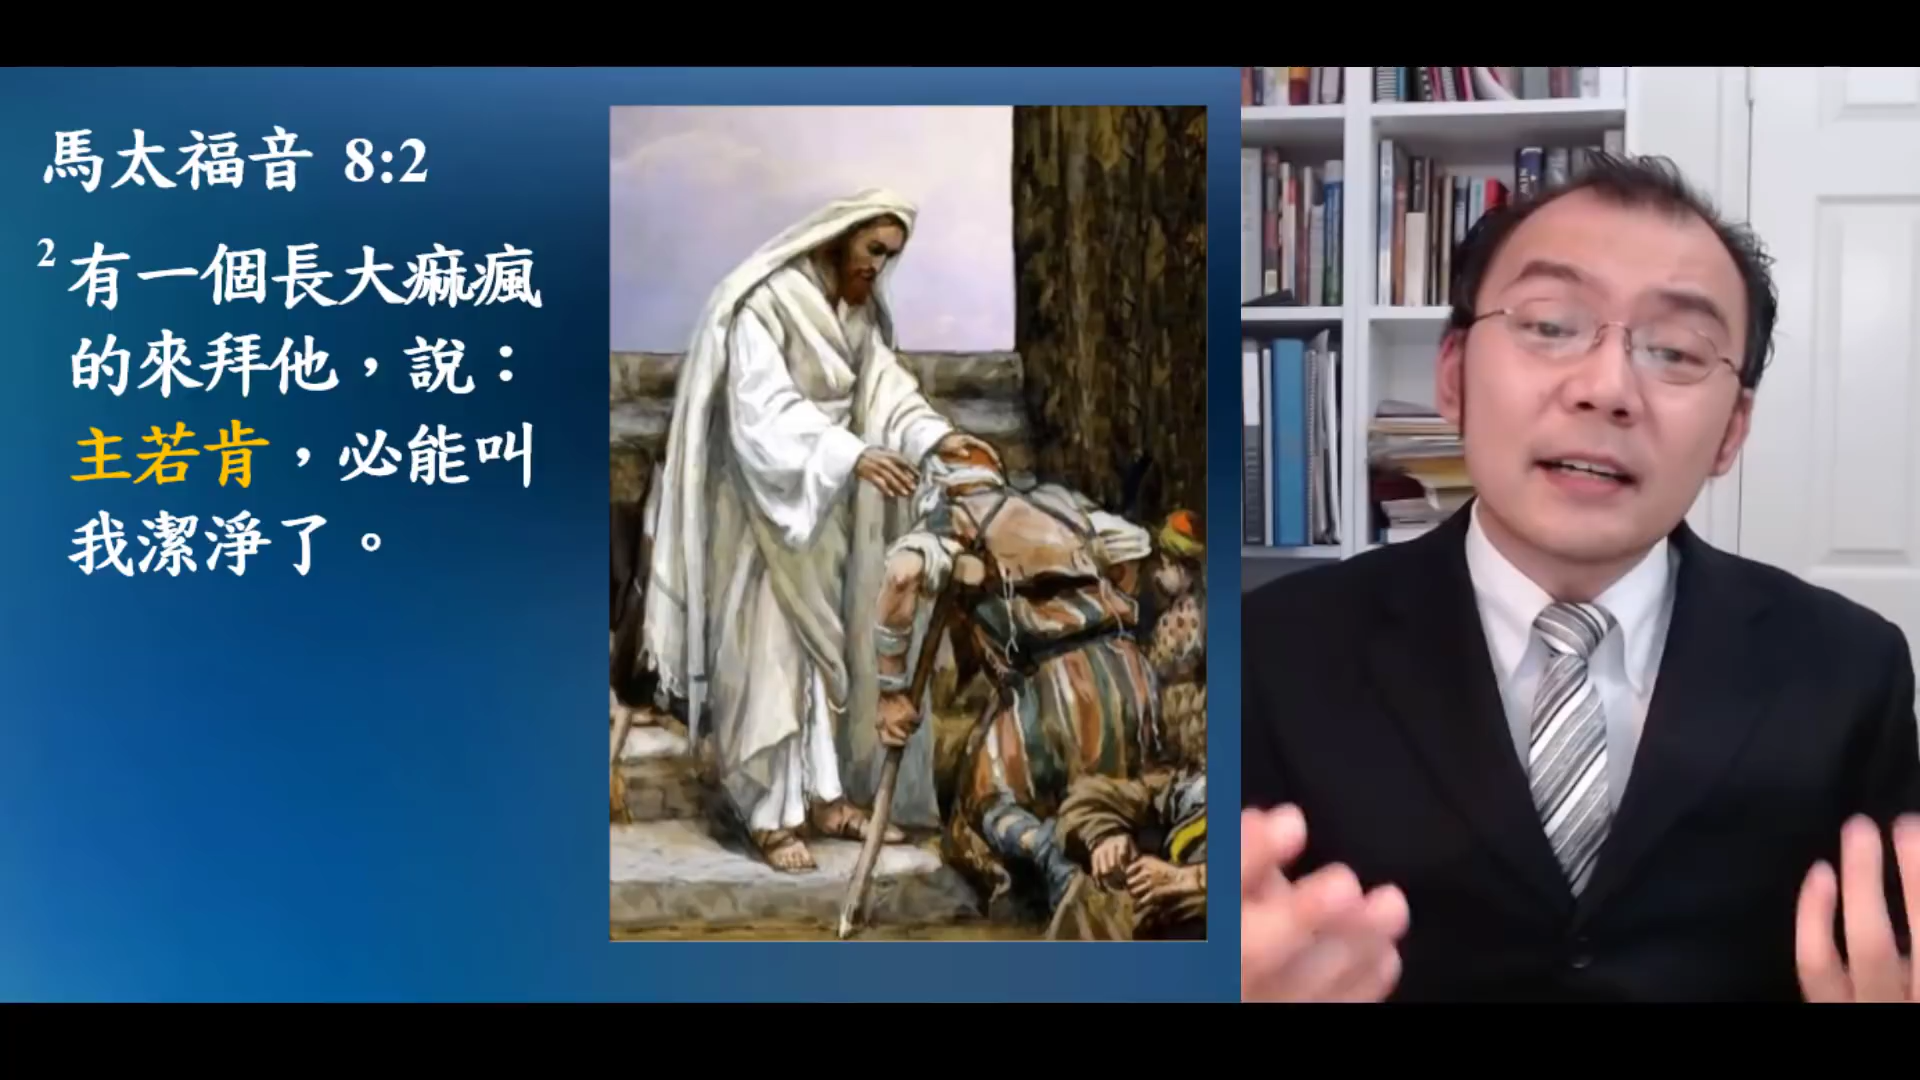 馬太福音 8:2
2 有一個長大痲瘋
的來拜他，說：
主若肯，必能叫
我潔淨了。